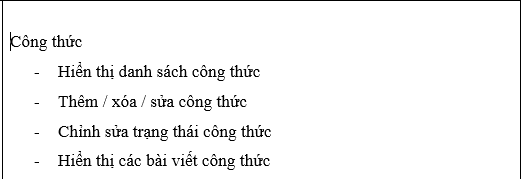 Công thức
- Hiển thị danh sách công thức
- Thêm / xóa / sửa công thức
- Chỉnh sửa trạng thái công thức
- Hiển thị các bài viết công thức